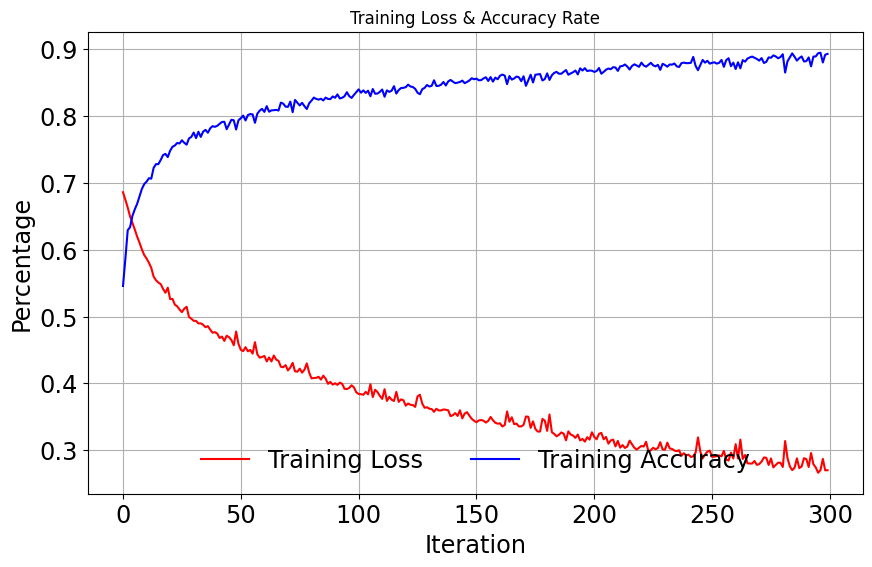 Training Loss & Accuracy Rate
0.9
0.8
0.7
0.6
0.5
0.4
0.3
Percentage
Training Loss Training Accuracy
0 50 100 150 200 250 300
Iteration